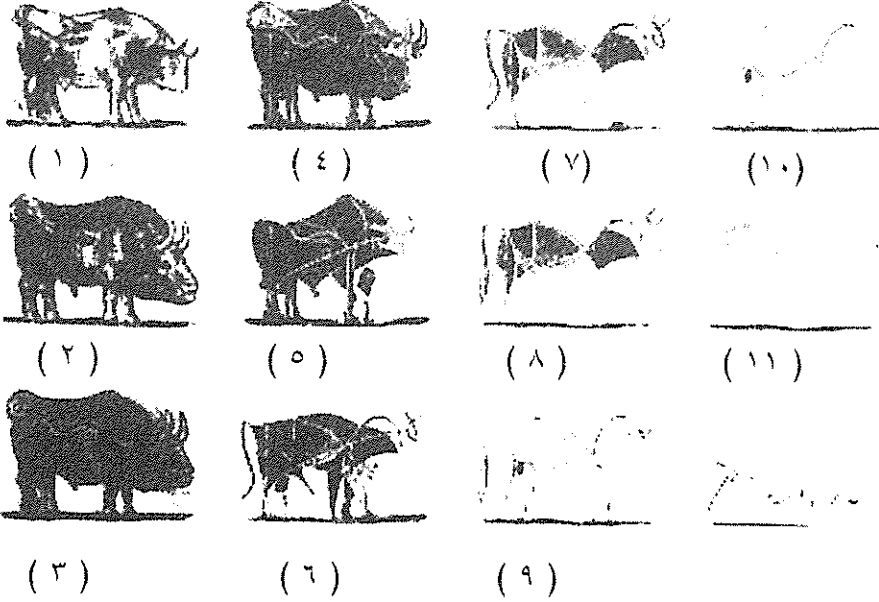 ( ١ ) ( ٤ ) ( ٧ ) ( ١٠ )
( ٢ ) ( ٥ ) ( ٨ ) ( ١١ )
( ٣ ) ( ٦ ) ( ٩ )